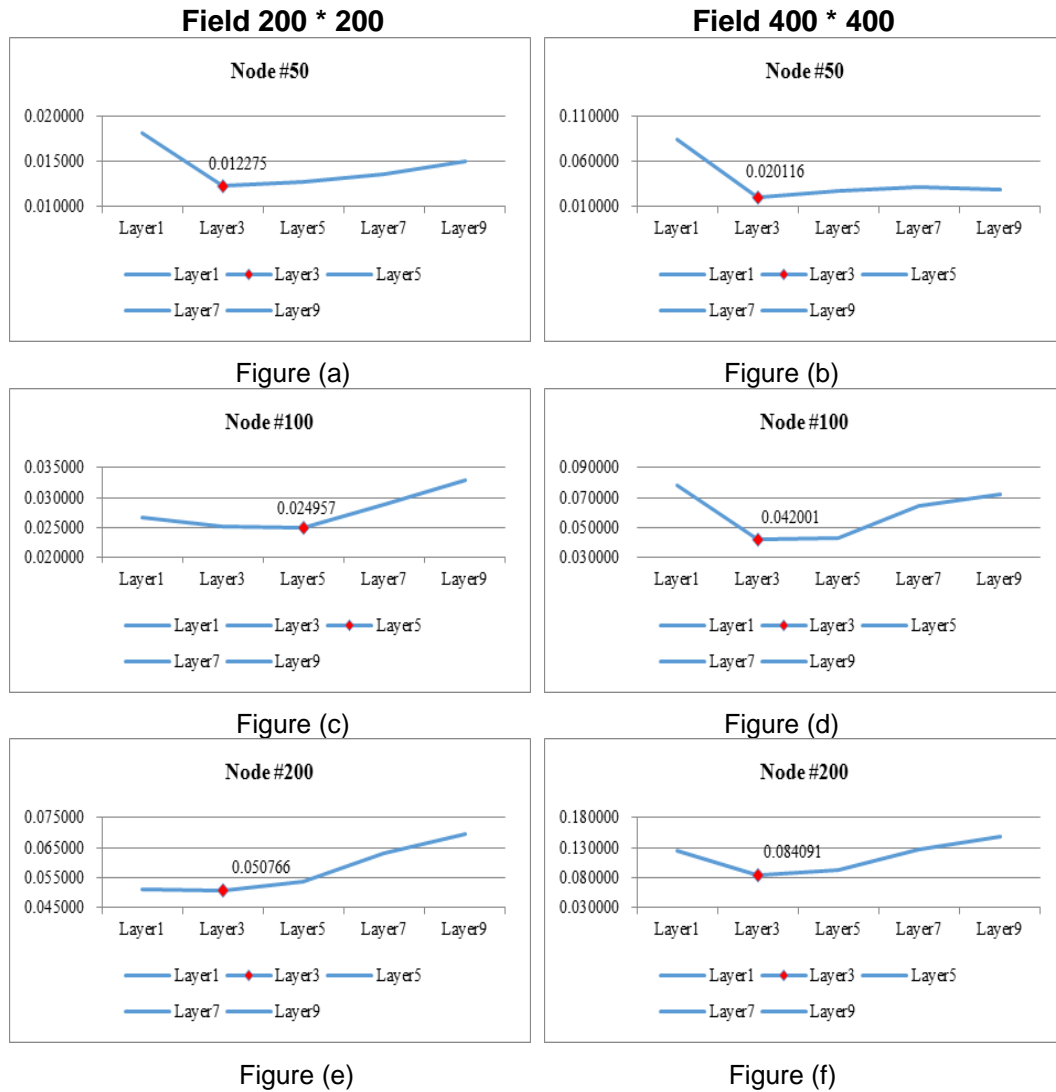 Field 200 * 200
Field 400 * 400
Node #50
0.020000
0.015000
0.010000
0.012275
Layer1 Layer3 Layer5 Layer7 Layer9
Layer1 Layer3 Layer5
Layer7 Layer9
Figure (a)
Node #50
0.110000
0.060000
0.010000
0.020116
Layer1 Layer3 Layer5 Layer7 Layer9
Layer1 Layer3 Layer5
Layer7 Layer9
Figure (b)
Node #100
0.035000
0.030000
0.025000
0.020000
0.024957
Layer1 Layer3 Layer5 Layer7 Layer9
Layer1 Layer3 Layer5
Layer7 Layer9
Figure (c)
Node #100
0.090000
0.070000
0.050000
0.030000
0.042001
Layer1 Layer3 Layer5 Layer7 Layer9
Layer1 Layer3 Layer5
Layer7 Layer9
Figure (d)
Node #200
0.075000
0.065000
0.055000
0.045000
0.050766
Layer1 Layer3 Layer5 Layer7 Layer9
Layer1 Layer3 Layer5
Layer7 Layer9
Figure (e)
Node #200
0.180000
0.130000
0.080000
0.030000
0.084091
Layer1 Layer3 Layer5 Layer7 Layer9
Layer1 Layer3 Layer5
Layer7 Layer9
Figure (f)